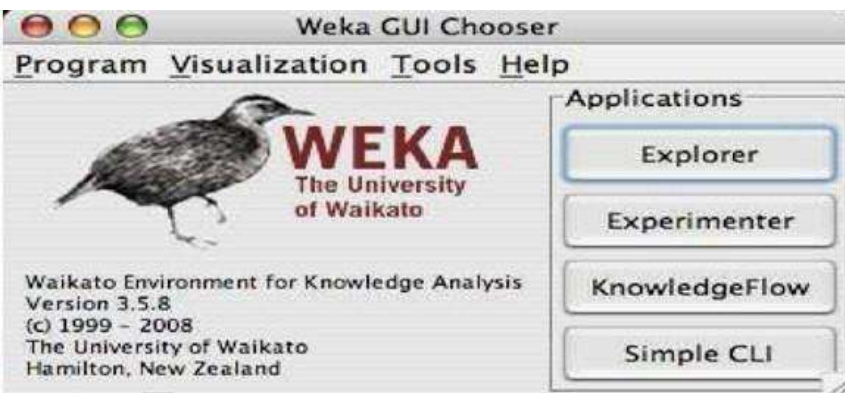 Weka GUI Chooser
Program Visualization Tools Help
WEKA
The University
of Waikato
Waikato Environment for Knowledge Analysis
Version 3.5.8
(c) 1999 - 2008
The University of Waikato
Hamilton, New Zealand
Applications
Explorer
Experimenter
KnowledgeFlow
Simple CLI